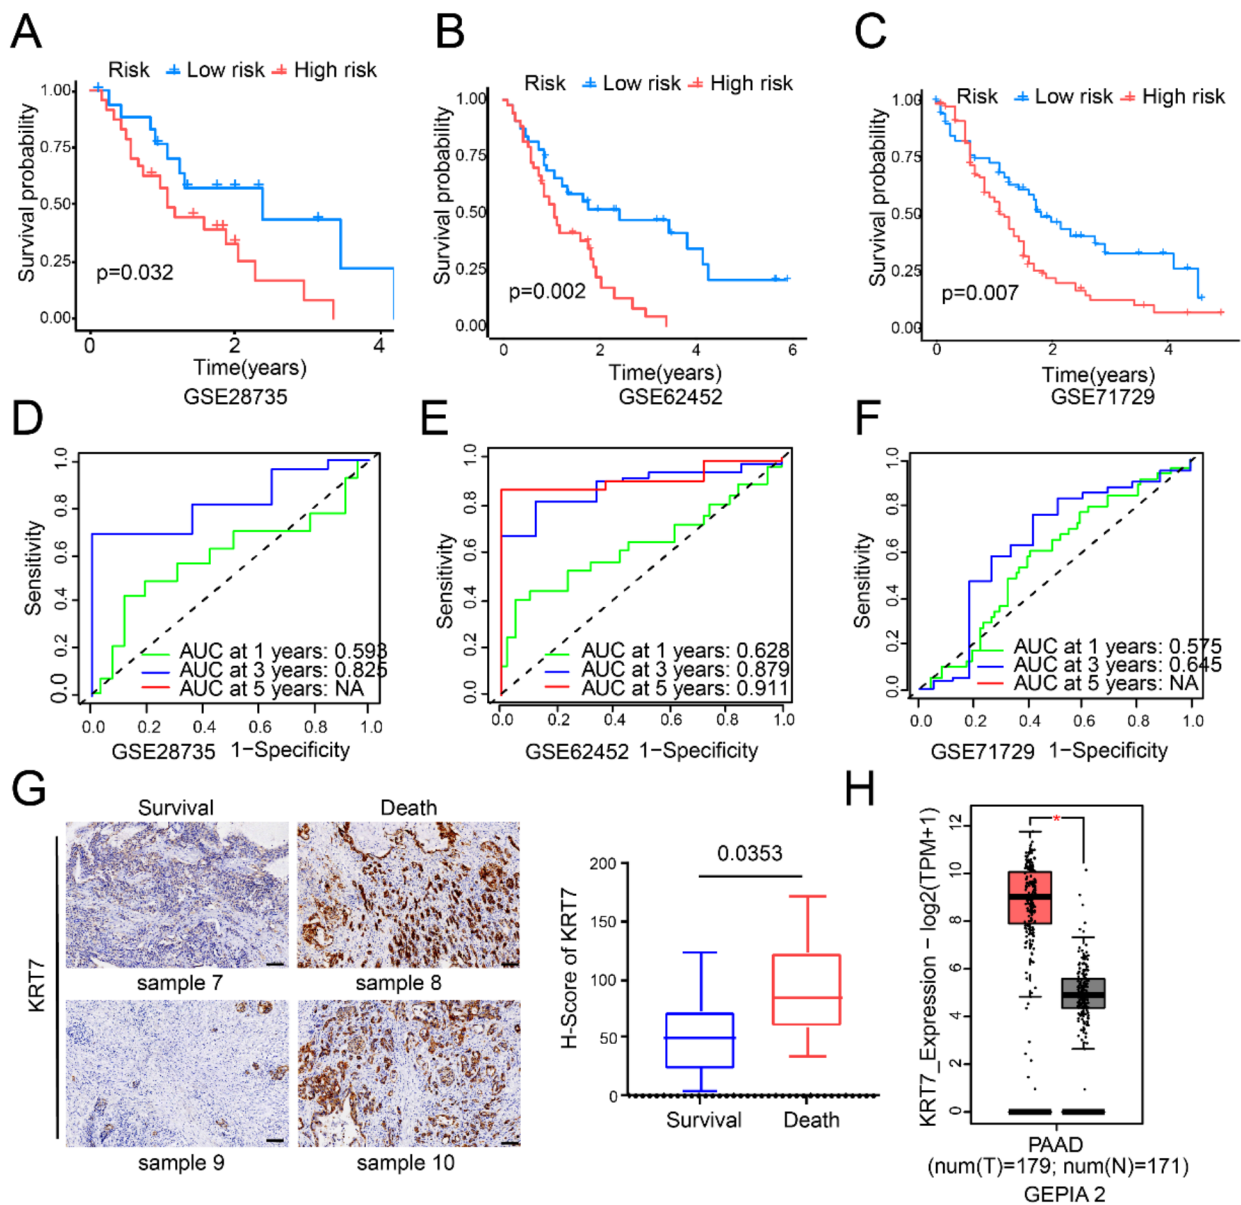 A
Risk Low risk High risk
Survival probability
1.00
0.75
0.50
0.25
0.00
p=0.032
0 2 4
Time(years)
GSE28735
B
Risk Low risk High risk
Survival probability
1.00
0.75
0.50
0.25
0.00
p=0.002
0 2 4 6
Time(years)
GSE62452
C
Risk Low risk High risk
Survival probability
1.00
0.75
0.50
0.25
0.00
p=0.007
0 2 4
Time(years)
GSE71729
D
Sensitivity
1.0
0.8
0.6
0.4
0.2
0.0
AUC at 1 years: 0.593
AUC at 3 years: 0.825
AUC at 5 years: NA
0.0 0.2 0.4 0.6 0.8 1.0
GSE28735 1−Specificity
E
Sensitivity
1.0
0.8
0.6
0.4
0.2
0.0
AUC at 1 years: 0.628
AUC at 3 years: 0.879
AUC at 5 years: 0.911
0.0 0.2 0.4 0.6 0.8 1.0
GSE62452 1−Specificity
F
Sensitivity
1.0
0.8
0.6
0.4
0.2
0.0
AUC at 1 years: 0.575
AUC at 3 years: 0.645
AUC at 5 years: NA
0.0 0.2 0.4 0.6 0.8 1.0
GSE71729 1−Specificity
G
Survival Death
KRT7
sample 7 sample 8
sample 9 sample 10
H-Score of KRT7
200
150
100
50
0
0.0353
Survival Death
H
KRT7_Expression − log2(TPM+1)
12
10
8
6
4
2
0
*
PAAD
(num(T)=179; num(N)=171)
GEPIA 2